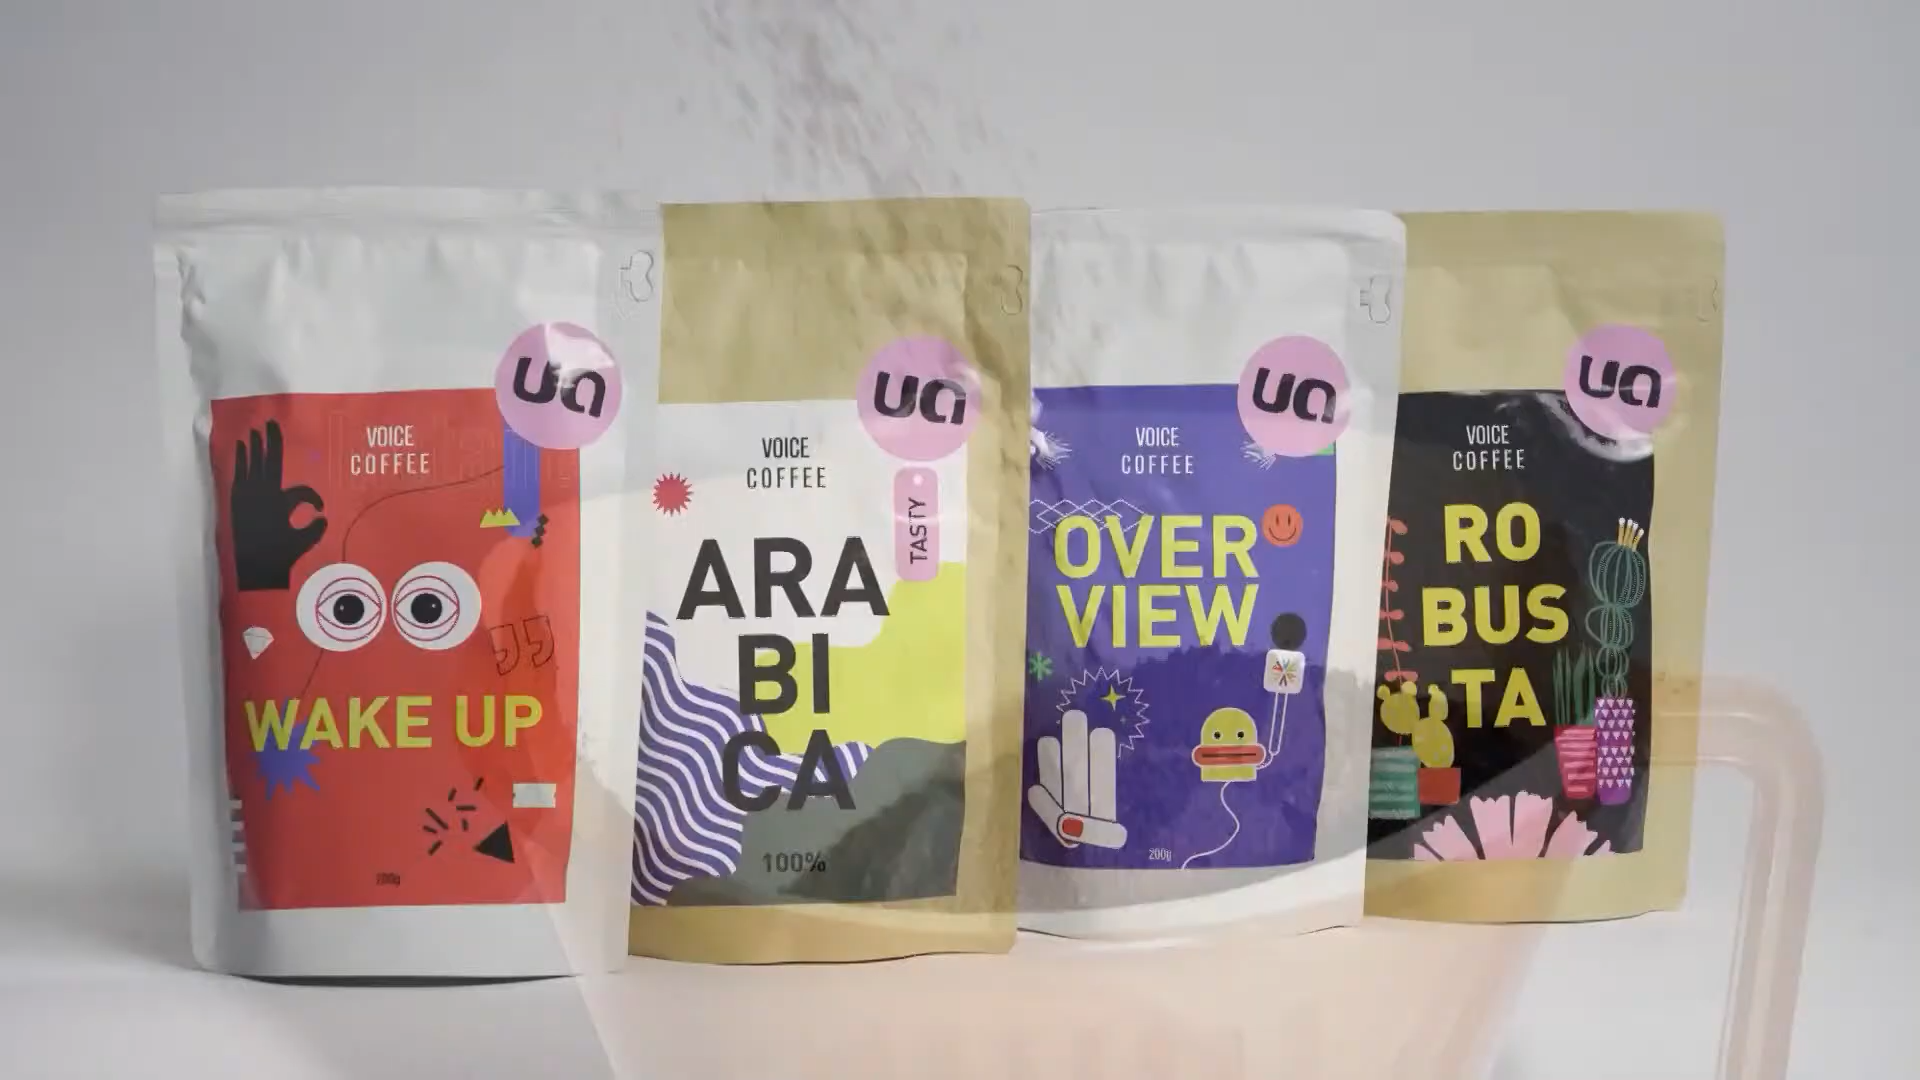 ua
VOICE
COFFEE
WAKE UP
200g
ua
VOICE
COFFEE
TASTY
ARA
BI
CA
100%
ua
VOICE
COFFEE
OVER
VIEW
200g
ua
VOICE
COFFEE
RO
BUS
TA